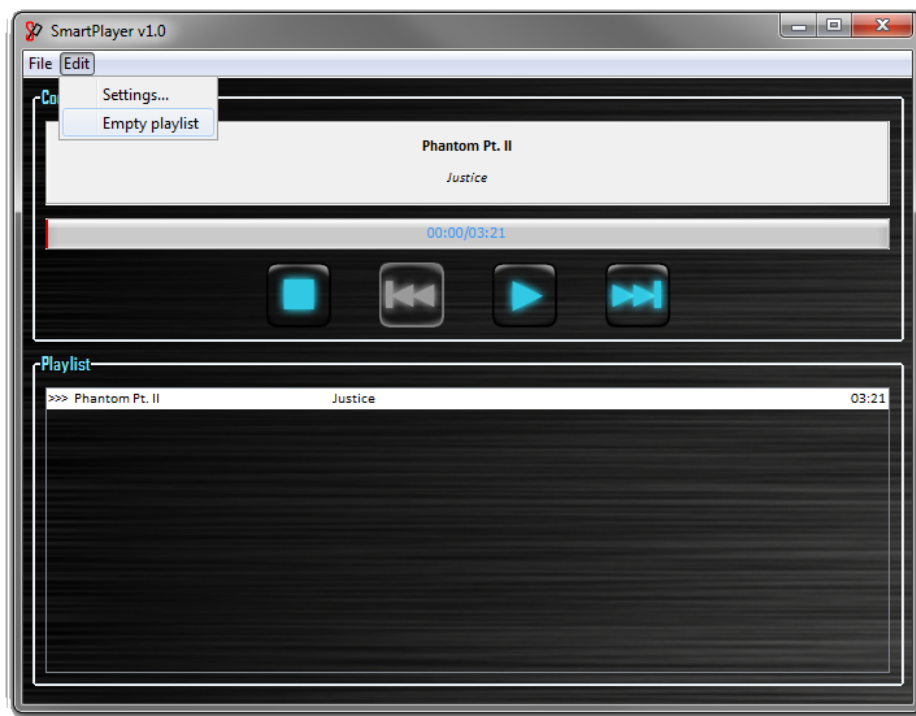 SmartPlayer v1.0
File Edit
Settings...
Empty playlist
Phantom Pt. II
Justice
00:00/03:21
Playlist
>>> Phantom Pt. II Justice 03:21